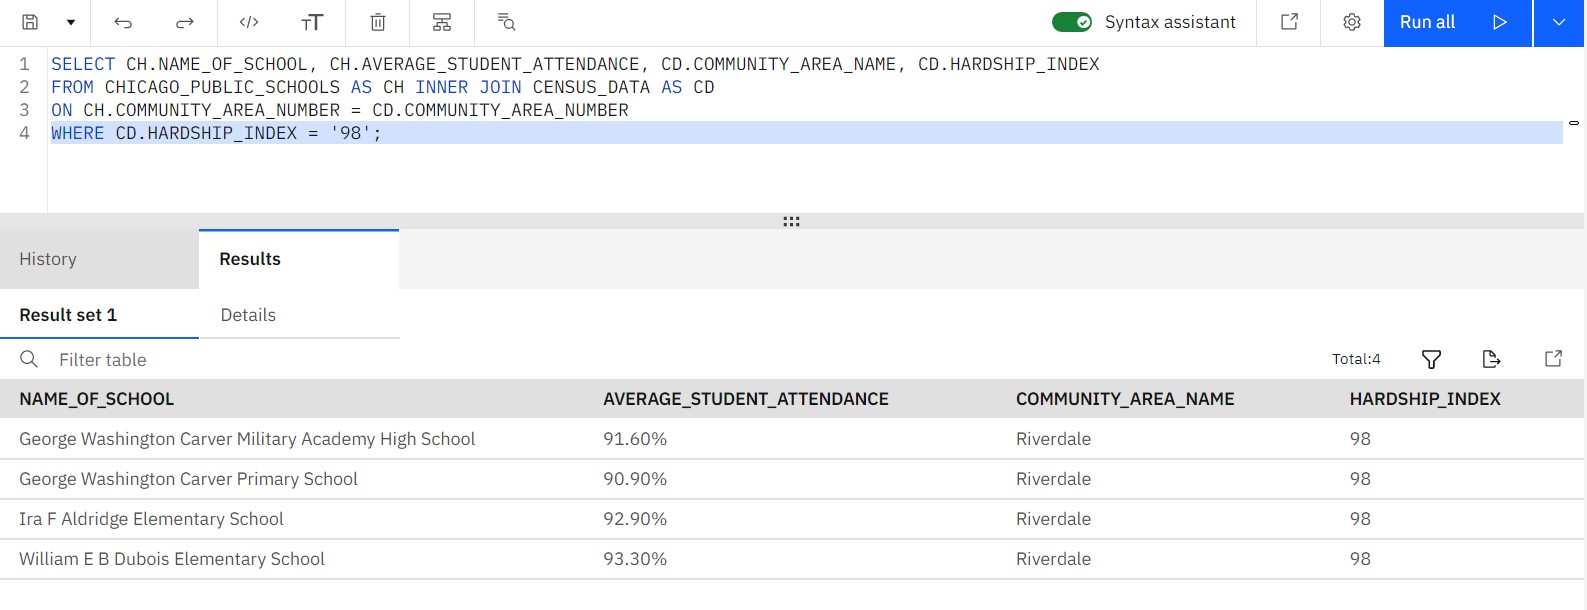 </> TT Syntax assistant Run all
1 SELECT CH.NAME_OF_SCHOOL, CH.AVERAGE_STUDENT_ATTENDANCE, CD.COMMUNITY_AREA_NAME, CD.HARDSHIP_INDEX
2 FROM CHICAGO_PUBLIC_SCHOOLS AS CH INNER JOIN CENSUS_DATA AS CD
3 ON CH.COMMUNITY_AREA_NUMBER = CD.COMMUNITY_AREA_NUMBER
4 WHERE CD.HARDSHIP_INDEX = '98';
History Results
Result set 1 Details
Filter table Total:4
NAME_OF_SCHOOL AVERAGE_STUDENT_ATTENDANCE COMMUNITY_AREA_NAME HARDSHIP_INDEX
George Washington Carver Military Academy High School 91.60% Riverdale 98
George Washington Carver Primary School 90.90% Riverdale 98
Ira F Aldridge Elementary School 92.90% Riverdale 98
William E B Dubois Elementary School 93.30% Riverdale 98